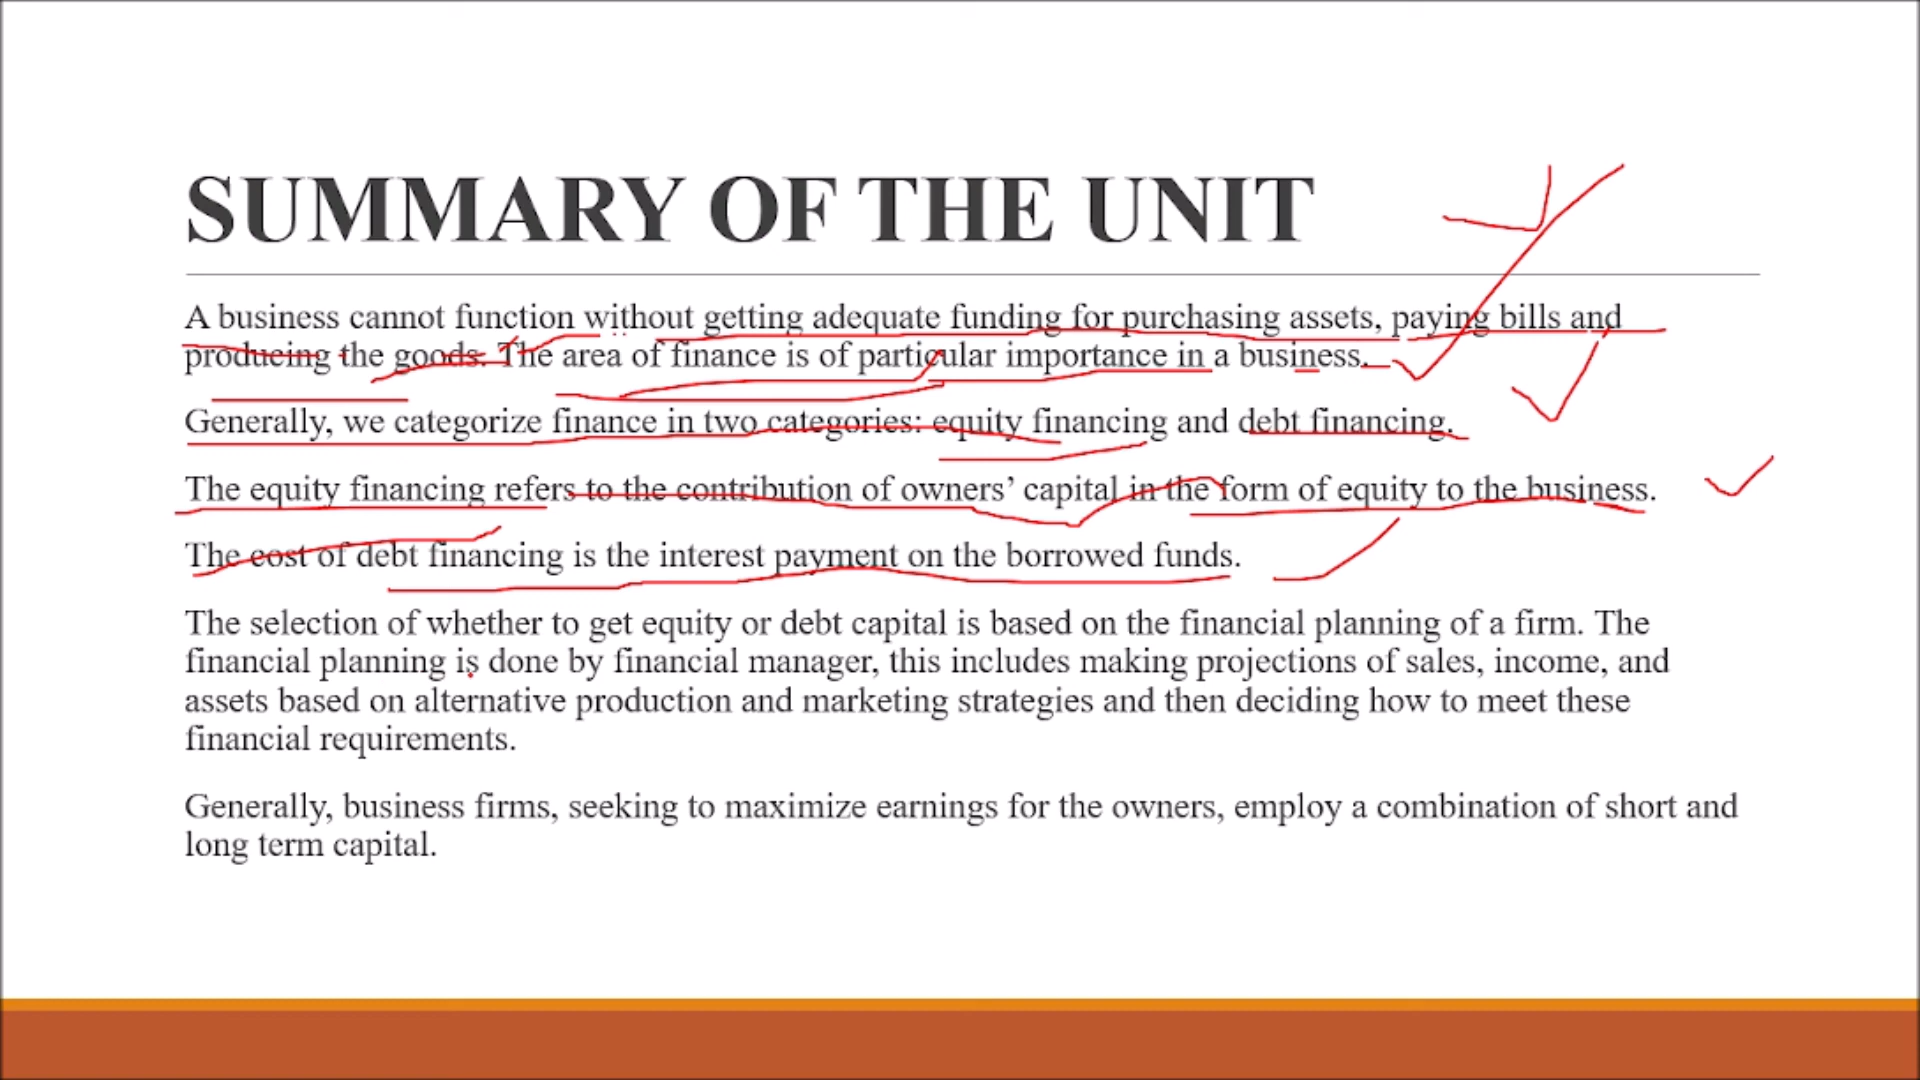 SUMMARY OF THE UNIT
A business cannot function without getting adequate funding for purchasing assets, paying bills and
producing the goods. The area of finance is of particular importance in a business.
Generally, we categorize finance in two categories: equity financing and debt financing.
The equity financing refers to the contribution of owners’ capital in the form of equity to the business.
The cost of debt financing is the interest payment on the borrowed funds.
The selection of whether to get equity or debt capital is based on the financial planning of a firm. The
financial planning is done by financial manager, this includes making projections of sales, income, and
assets based on alternative production and marketing strategies and then deciding how to meet these
financial requirements.
Generally, business firms, seeking to maximize earnings for the owners, employ a combination of short and
long term capital.